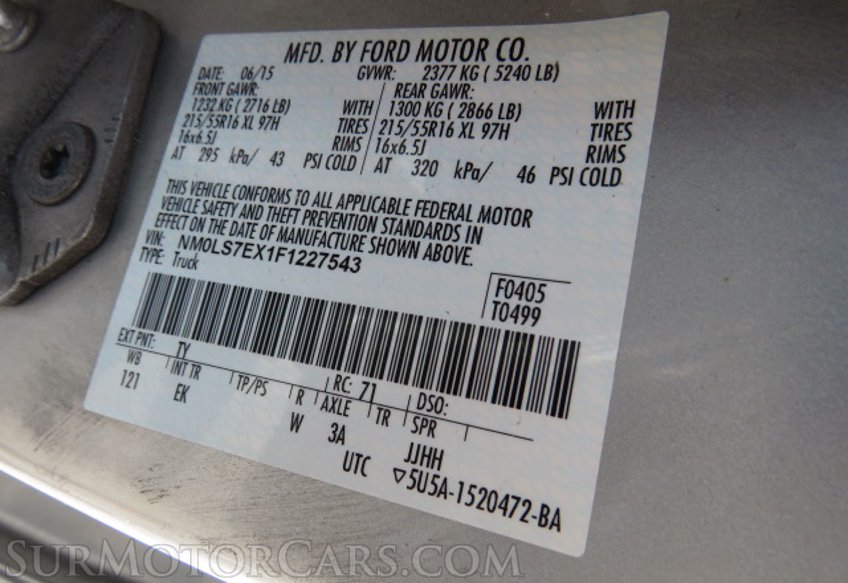 MFD. BY FORD MOTOR CO.
DATE: 06/15 GVWR: 2377 KG ( 5240 LB)
FRONT GAWR: REAR GAWR:
1232 KG ( 2716 LB) WITH 1300 KG ( 2866 LB) WITH
215/55R16 XL 97H TIRES 215/55R16 XL 97H TIRES
16x6.5J RIMS 16x6.5J RIMS
AT 295 kPa/ 43 PSI COLD AT 320 kPa/ 46 PSI COLD
THIS VEHICLE CONFORMS TO ALL APPLICABLE FEDERAL MOTOR
VEHICLE SAFETY AND THEFT PREVENTION STANDARDS IN
EFFECT ON THE DATE OF MANUFACTURE SHOWN ABOVE.
VIN: NM0LS7EX1F1227543
TYPE: Truck
F0405
T0499
EXT PNT: TY RC: 71 DSO:
WB INT TR TP/PS R AXLE TR SPR
121 EK W 3A JJHH
UTC ▽5U5A-1520472-BA
SURMOTORCARS.COM